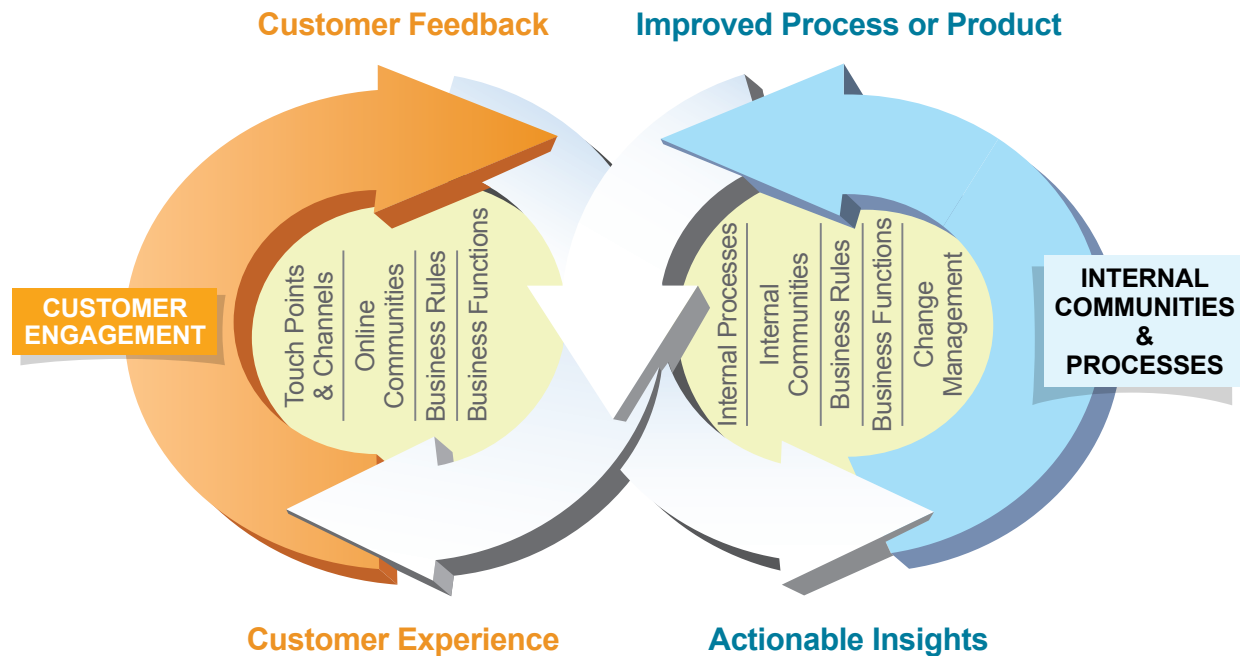 Customer Feedback
Improved Process or Product
CUSTOMER
ENGAGEMENT
Touch Points
& Channels
Online
Communities
Business Rules
Business Functions
Internal Processes
Internal
Communities
Business Rules
Business Functions
Change
Management
INTERNAL
COMMUNITIES
&
PROCESSES
Customer Experience
Actionable Insights